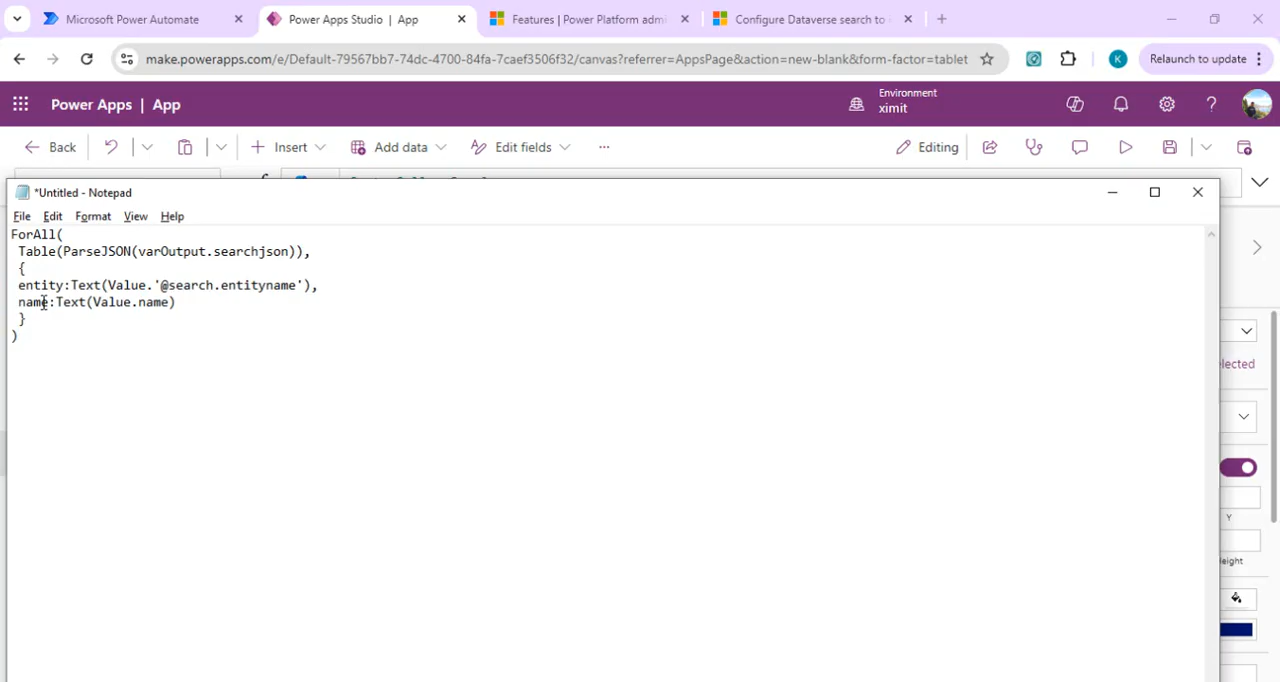 Microsoft Power Automate
Power Apps Studio | App
Features | Power Platform admi
Configure Dataverse search to
make.powerapps.com/e/Default-79567bb7-74dc-4700-84fa-7caef3506f32/canvas?referrer=AppsPage&action=new-blank&form-factor=tablet
K
Relaunch to update
Power Apps | App
Environment
ximit
Back
Insert
Add data
Edit fields
Editing
*Untitled - Notepad
File Edit Format View Help
ForAll(
Table(ParseJSON(varOutput.searchjson)),
{
entity:Text(Value.'@search.entityname'),
name:Text(Value.name)
}
)
lected
Y
leight